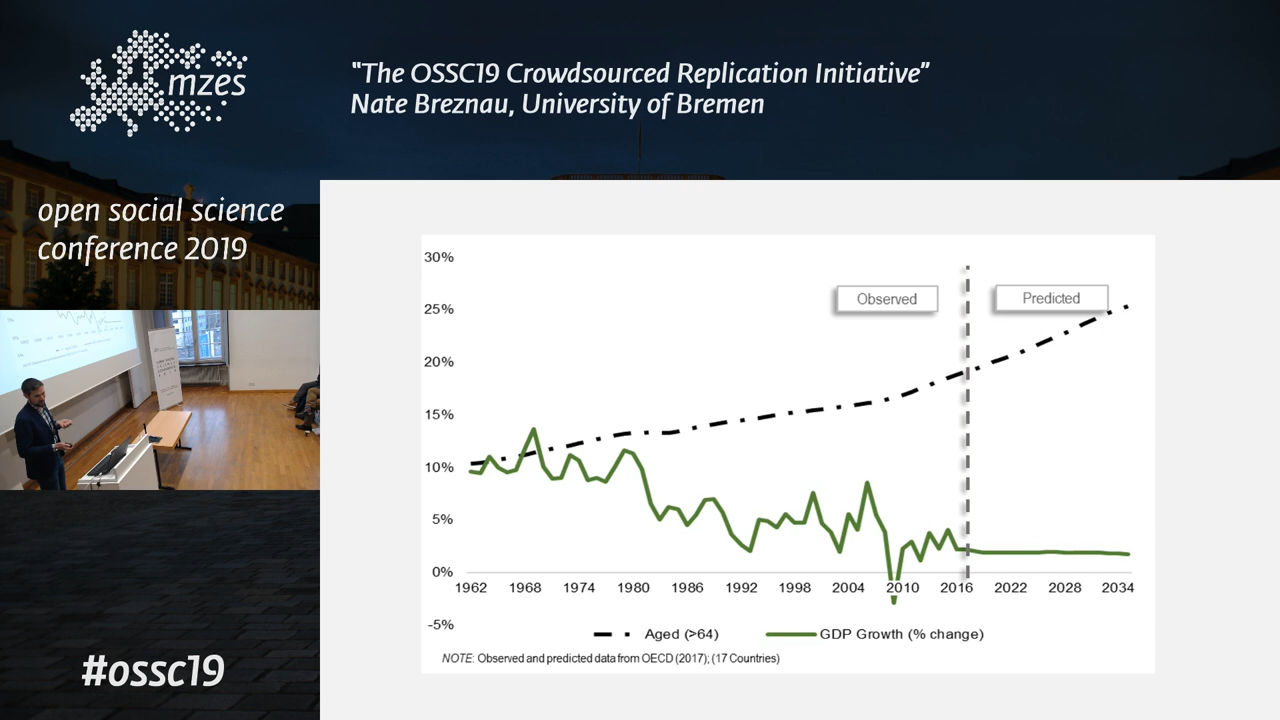 mzes
"The OSSC19 Crowdsourced Replication Initiative"
Nate Breznau, University of Bremen
open social science
conference 2019
30%
25%
20%
15%
10%
5%
0%
-5%
Observed
Predicted
1962 1968 1974 1980 1986 1992 1998 2004 2010 2016 2022 2028 2034
Aged (>64) GDP Growth (% change)
NOTE: Observed and predicted data from OECD (2017); (17 Countries)
#ossc19